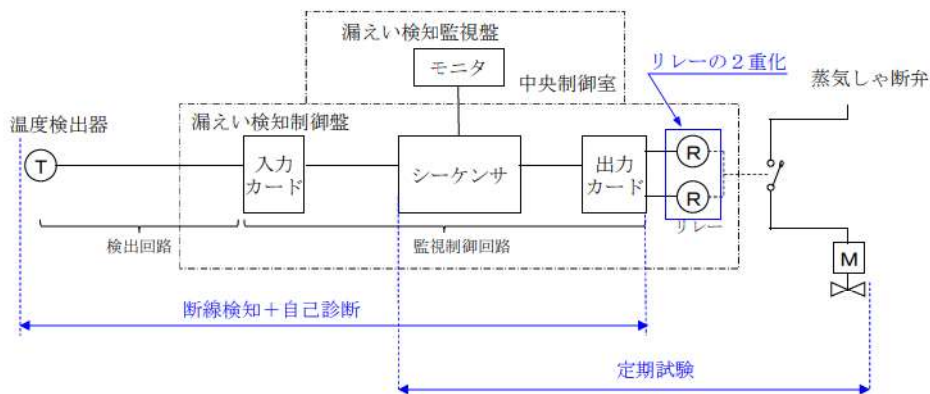 漏えい検知監視盤
モニタ
中央制御室
リレーの２重化
蒸気しゃ断弁
温度検出器
漏えい検知制御盤
T
入力
カード
シーケンサ
出力
カード
R
R
リレー
検出回路
監視制御回路
M
断線検知＋自己診断
定期試験